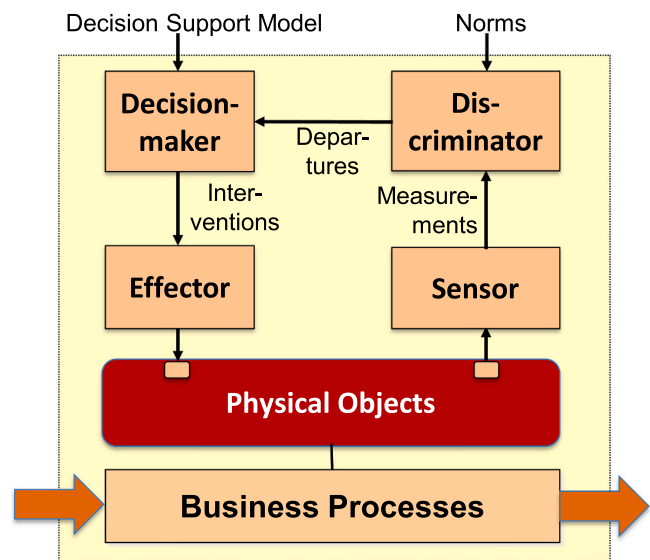 Decision Support Model
Norms
Decision-
maker
Dis-
criminator
Depar-
tures
Inter-
ventions
Measure-
ments
Effector
Sensor
Physical Objects
Business Processes